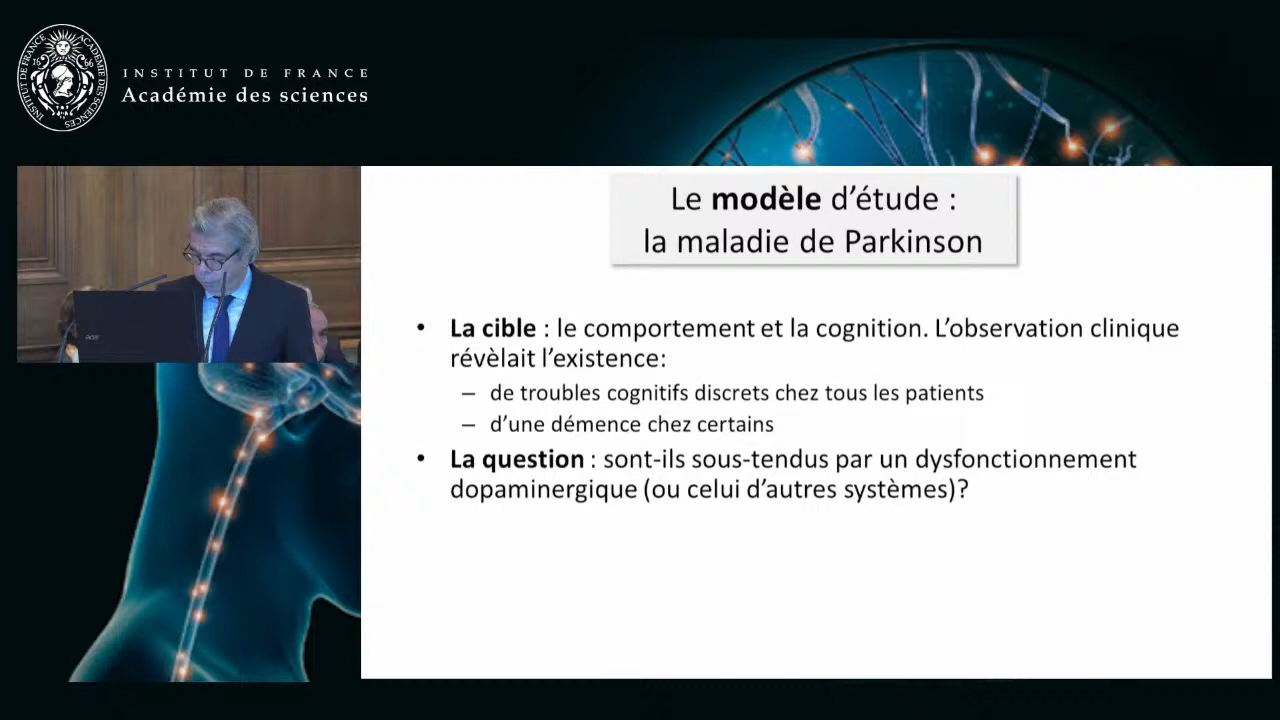 INSTITUT DE FRANCE
Académie des sciences
Le modèle d’étude :
la maladie de Parkinson
• La cible : le comportement et la cognition. L’observation clinique
révèlait l’existence:
– de troubles cognitifs discrets chez tous les patients
– d’une démence chez certains
• La question : sont-ils sous-tendus par un dysfonctionnement
dopaminergique (ou celui d’autres systèmes)?
acer